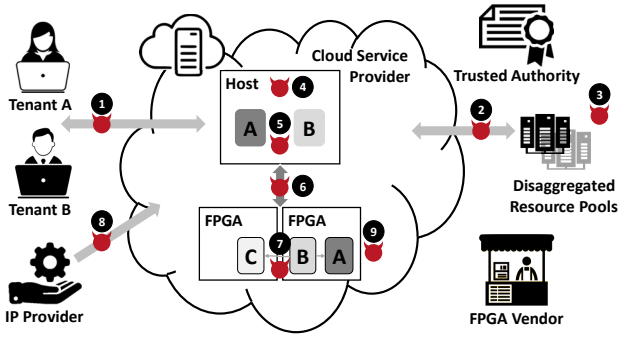 Tenant A
Tenant B
IP Provider
1
8
Cloud Service
Provider
Host
4
5
A
B
6
FPGA
FPGA
7
C
B
A
9
Trusted Authority
2
3
Disaggregated
Resource Pools
FPGA Vendor